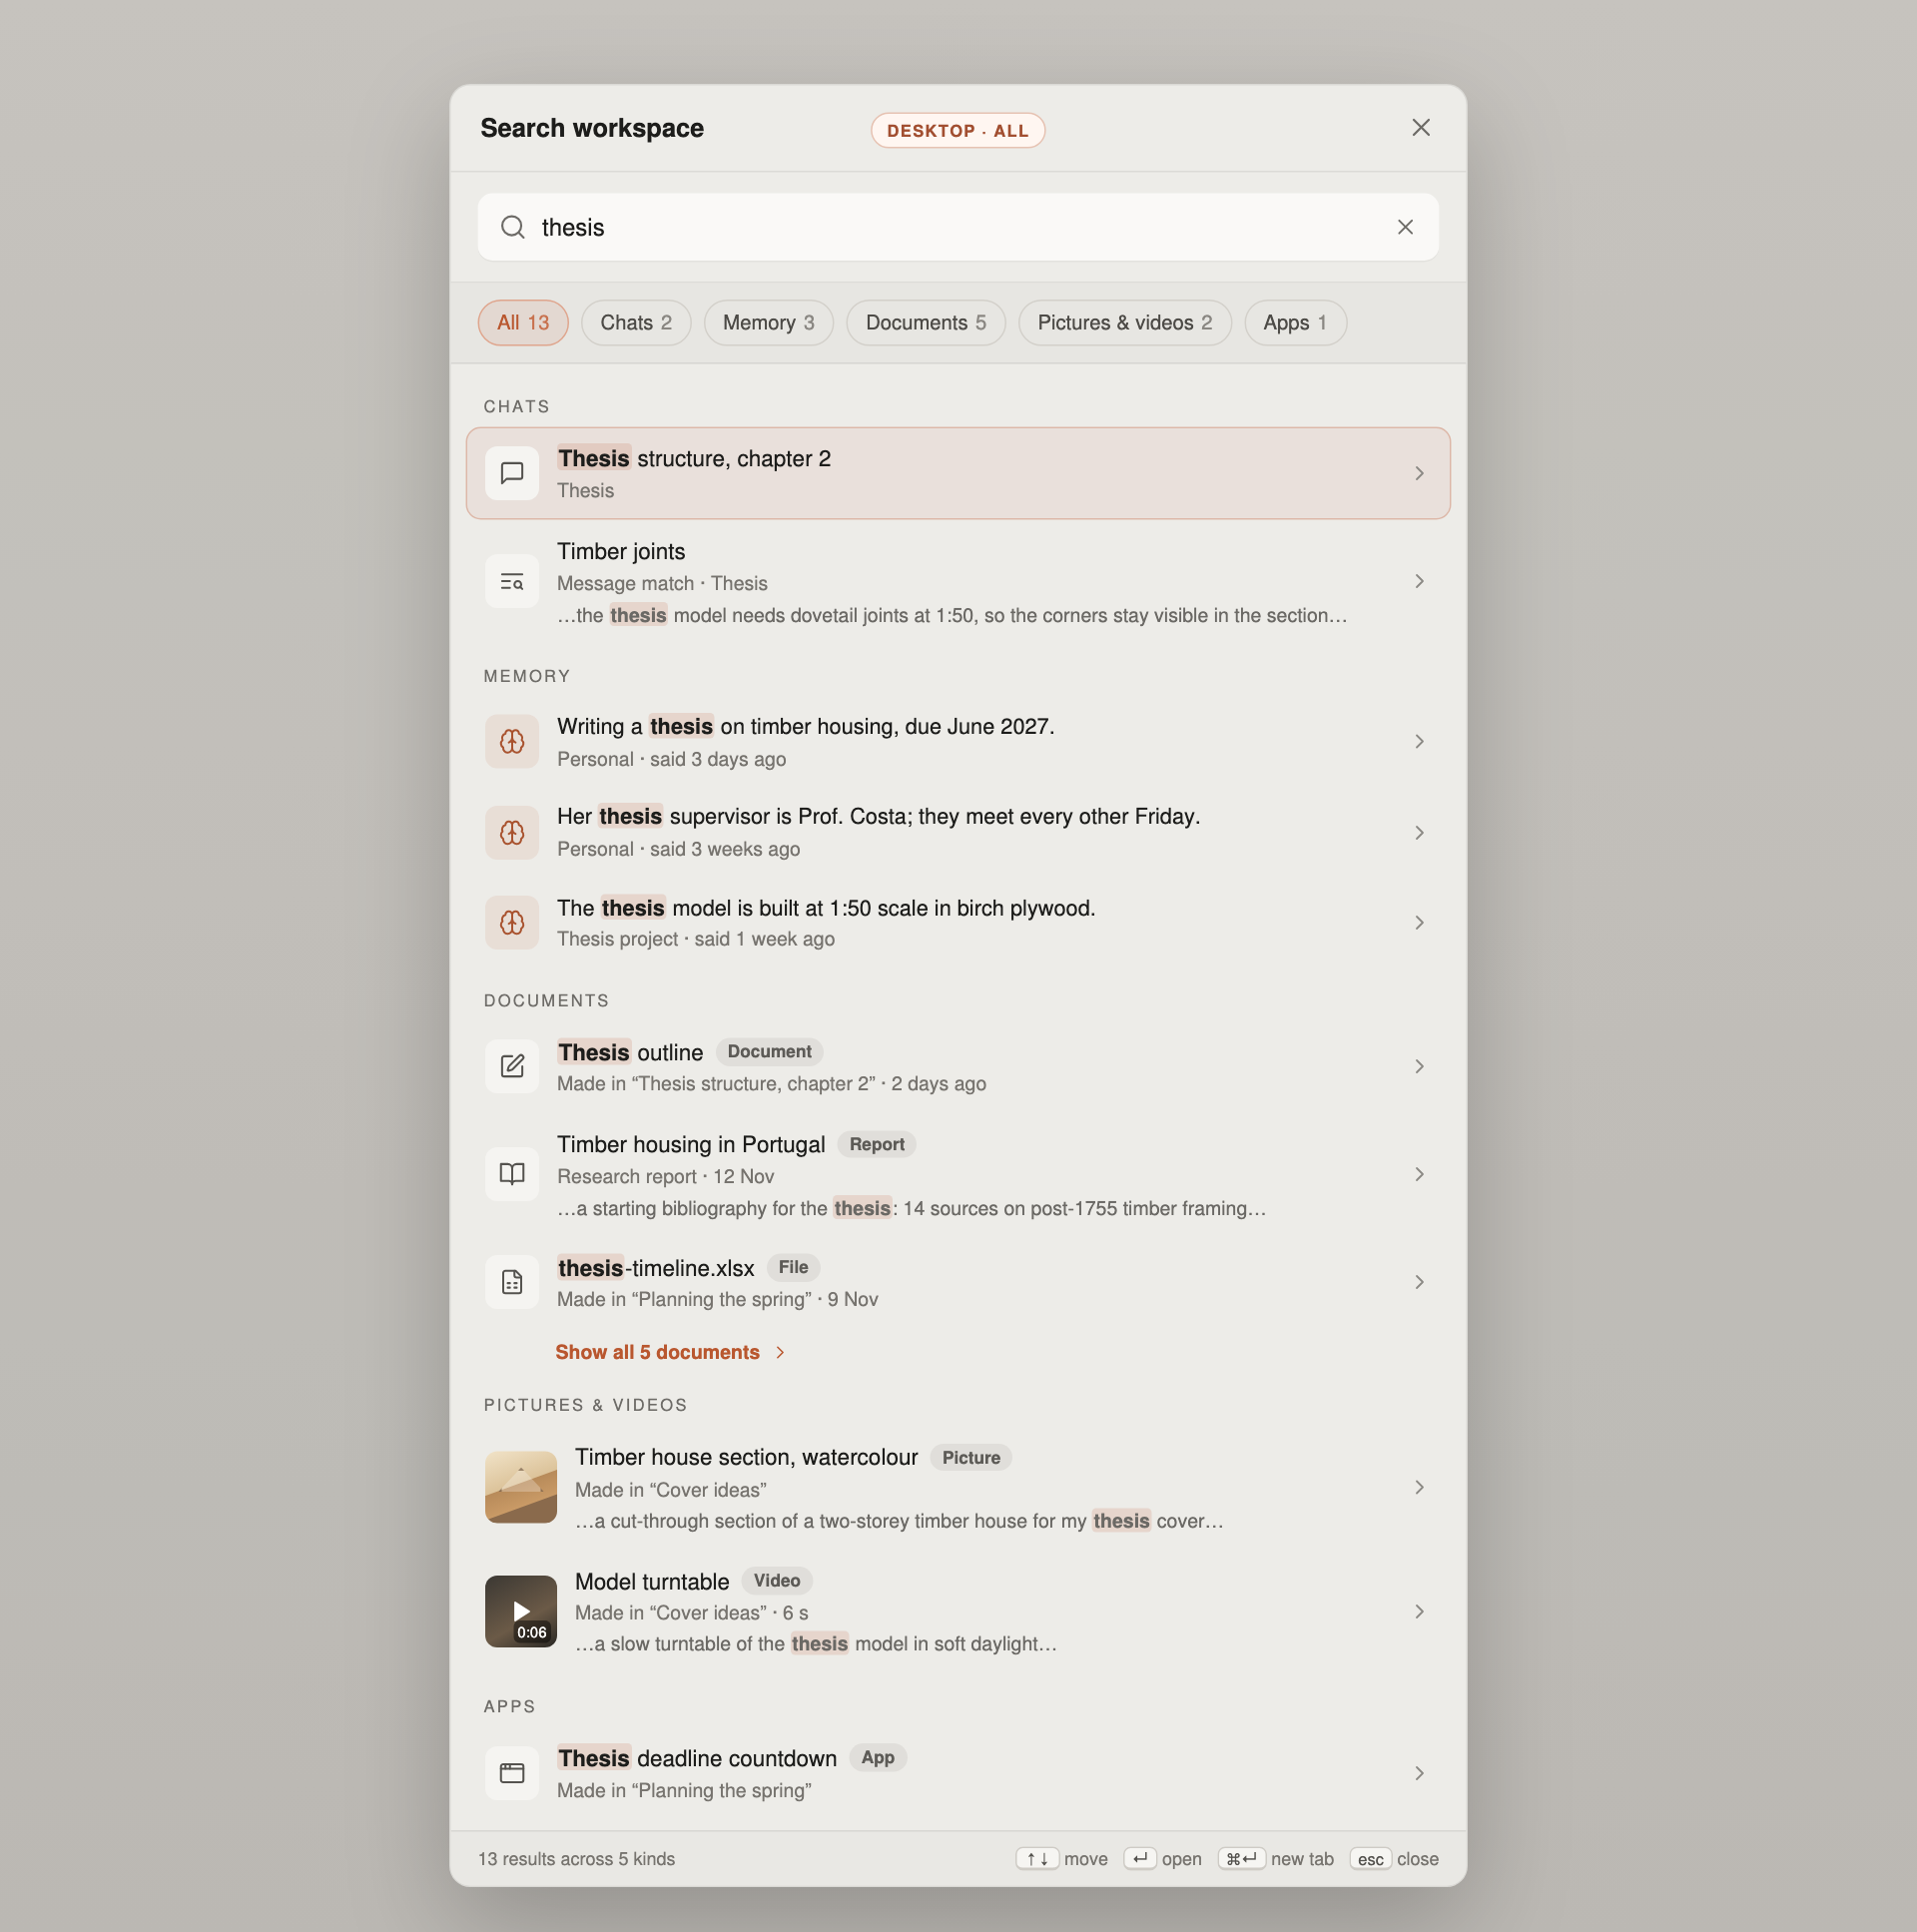 Search workspace
DESKTOP · ALL
thesis
All 13
Chats 2
Memory 3
Documents 5
Pictures & videos 2
Apps 1
CHATS
Thesis structure, chapter 2
Thesis
Timber joints
Message match · Thesis
…the thesis model needs dovetail joints at 1:50, so the corners stay visible in the section…
MEMORY
Writing a thesis on timber housing, due June 2027.
Personal · said 3 days ago
Her thesis supervisor is Prof. Costa; they meet every other Friday.
Personal · said 3 weeks ago
The thesis model is built at 1:50 scale in birch plywood.
Thesis project · said 1 week ago
DOCUMENTS
Thesis outline Document
Made in “Thesis structure, chapter 2” · 2 days ago
Timber housing in Portugal Report
Research report · 12 Nov
…a starting bibliography for the thesis: 14 sources on post-1755 timber framing…
thesis-timeline.xlsx File
Made in “Planning the spring” · 9 Nov
Show all 5 documents
PICTURES & VIDEOS
Timber house section, watercolour Picture
Made in “Cover ideas”
…a cut-through section of a two-storey timber house for my thesis cover…
Model turntable Video
Made in “Cover ideas” · 6 s
0:06
…a slow turntable of the thesis model in soft daylight…
APPS
Thesis deadline countdown App
Made in “Planning the spring”
13 results across 5 kinds
↑↓ move
↵ open
⌘↵ new tab
esc close